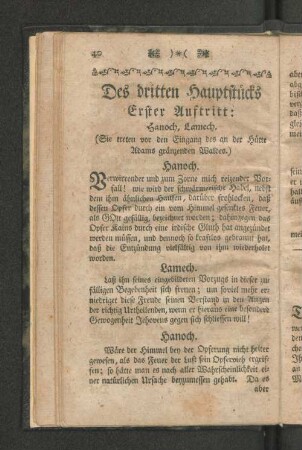 40 )*(
Des dritten Hauptstücks
Erster Auftritt:
Hanoch, Lamech.
(Sie treten vor den Eingang des an der Hütte
Adams gränzenden Waldes.)
Hanoch.
Verwirrender und zum Zorne mich reizender Vor-
fall! wie wird der schwärmerische Habel, nebst
dem ihm ähnlichen Haufen, darüber frohlocken, daß
dessen Opfer durch ein vom Himmel gesenktes Feuer,
als GOtt gefällig, bezeichnet worden; dahingegen das
Opfer Kains durch eine irdische Gluth hat angezündet
werden müssen, und dennoch so kraftlos gebrannt hat,
daß die Entzündung vielfältig von ihm wiederholet
worden.
Lamech.
Laß ihn seines eingebildeten Vorzugs in dieser zu
fälligen Begebenheit sich freuen; um soviel mehr er
niedriget diese Freude seinen Verstand in den Augen
der richtig Urtheilenden, wenn er hieraus eine besondere
Gewogenheit Jehovens gegen sich schliessen will!
Hanoch.
Wäre der Himmel bey der Opferung nicht heiter
gewesen, als das Feuer der Luft sein Opfervieh ergrif
fen; so hätte man es nach aller Wahrscheinlichkeit ei
ner natürlichen Ursache beyzumessen gehabt. Da es
aber